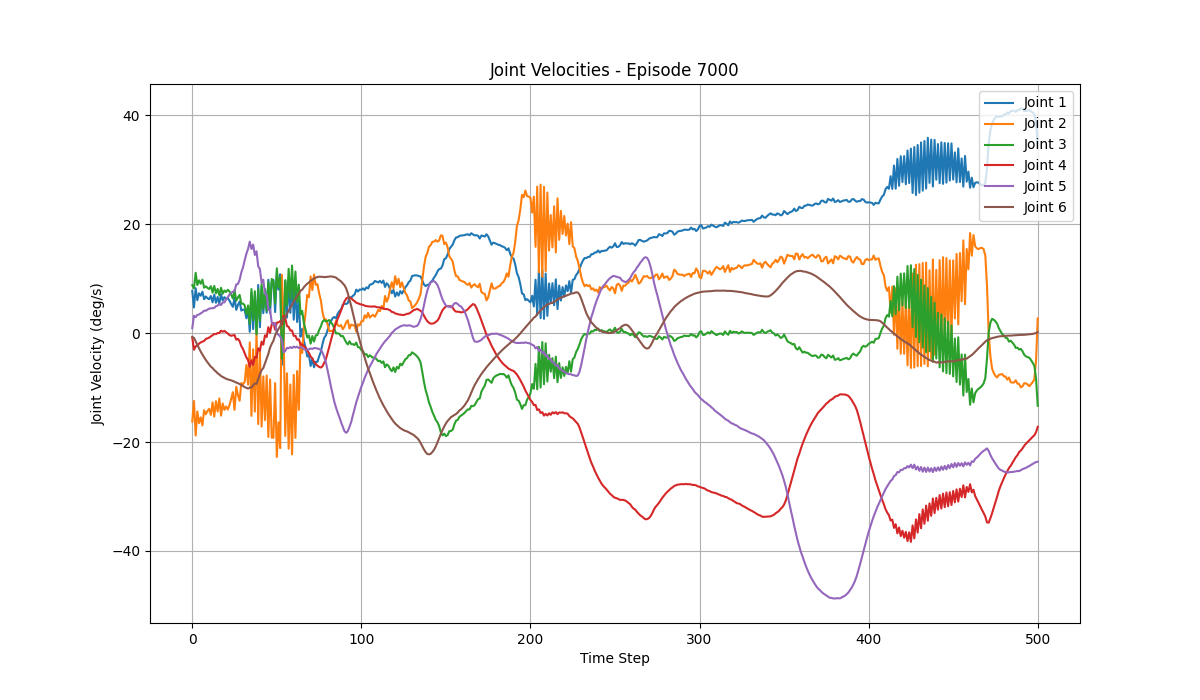 Joint Velocities - Episode 7000
Joint 1
Joint 2
Joint 3
Joint 4
Joint 5
Joint 6
Joint Velocity (deg/s)
40
20
0
−20
−40
0 100 200 300 400 500
Time Step